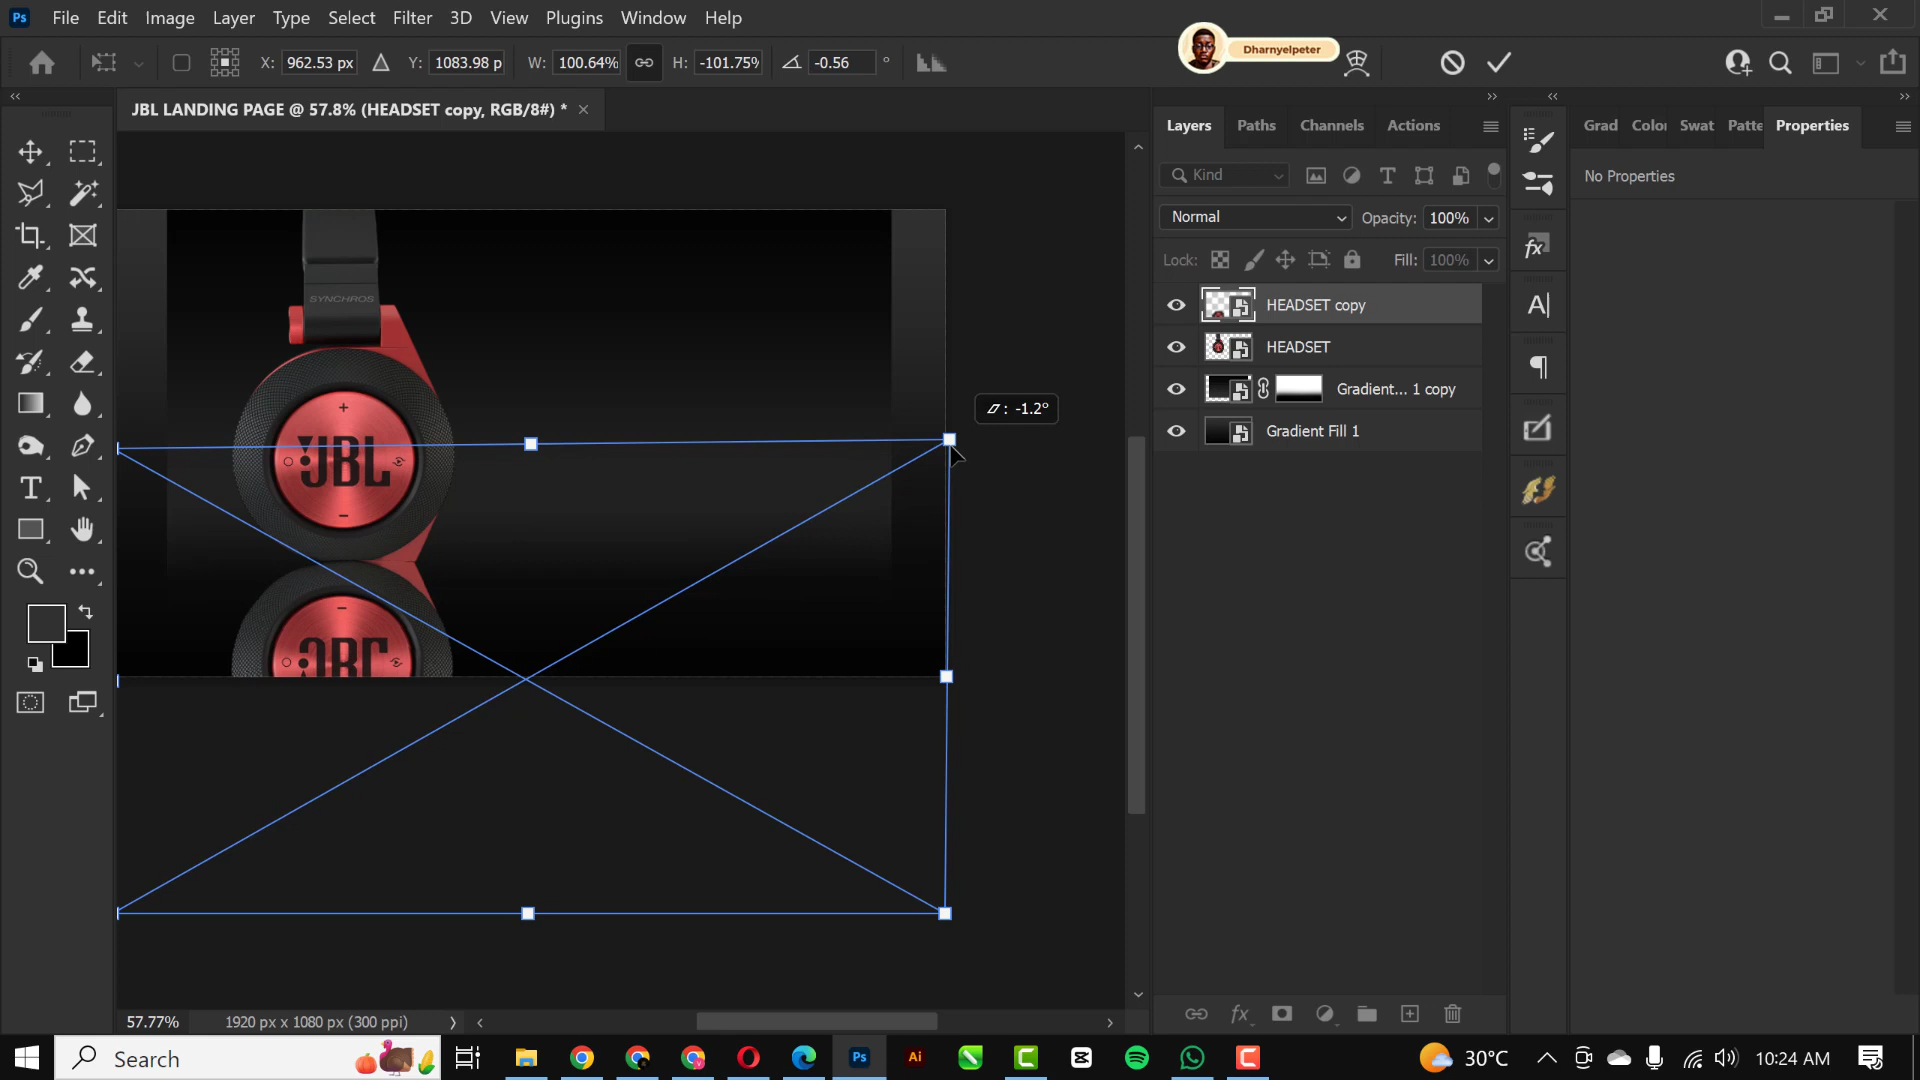 Ps File Edit Image Layer Type Select Filter 3D View Plugins Window Help
X: 962.53 px Y: 1083.98 p W: 100.64% H: -101.75% -0.56 ° Dharnyelpeter
JBL LANDING PAGE @ 57.8% (HEADSET copy, RGB/8#) * ×
Layers Paths Channels Actions
Grad Color Swat Patte Properties
Kind
No Properties
Normal Opacity: 100%
Lock: Fill: 100%
HEADSET copy
HEADSET
Gradient... 1 copy
Gradient Fill 1
SYNCHROS
JBL
: -1.2°
57.77% 1920 px x 1080 px (300 ppi)
Search Ps Ai 30°C 10:24 AM